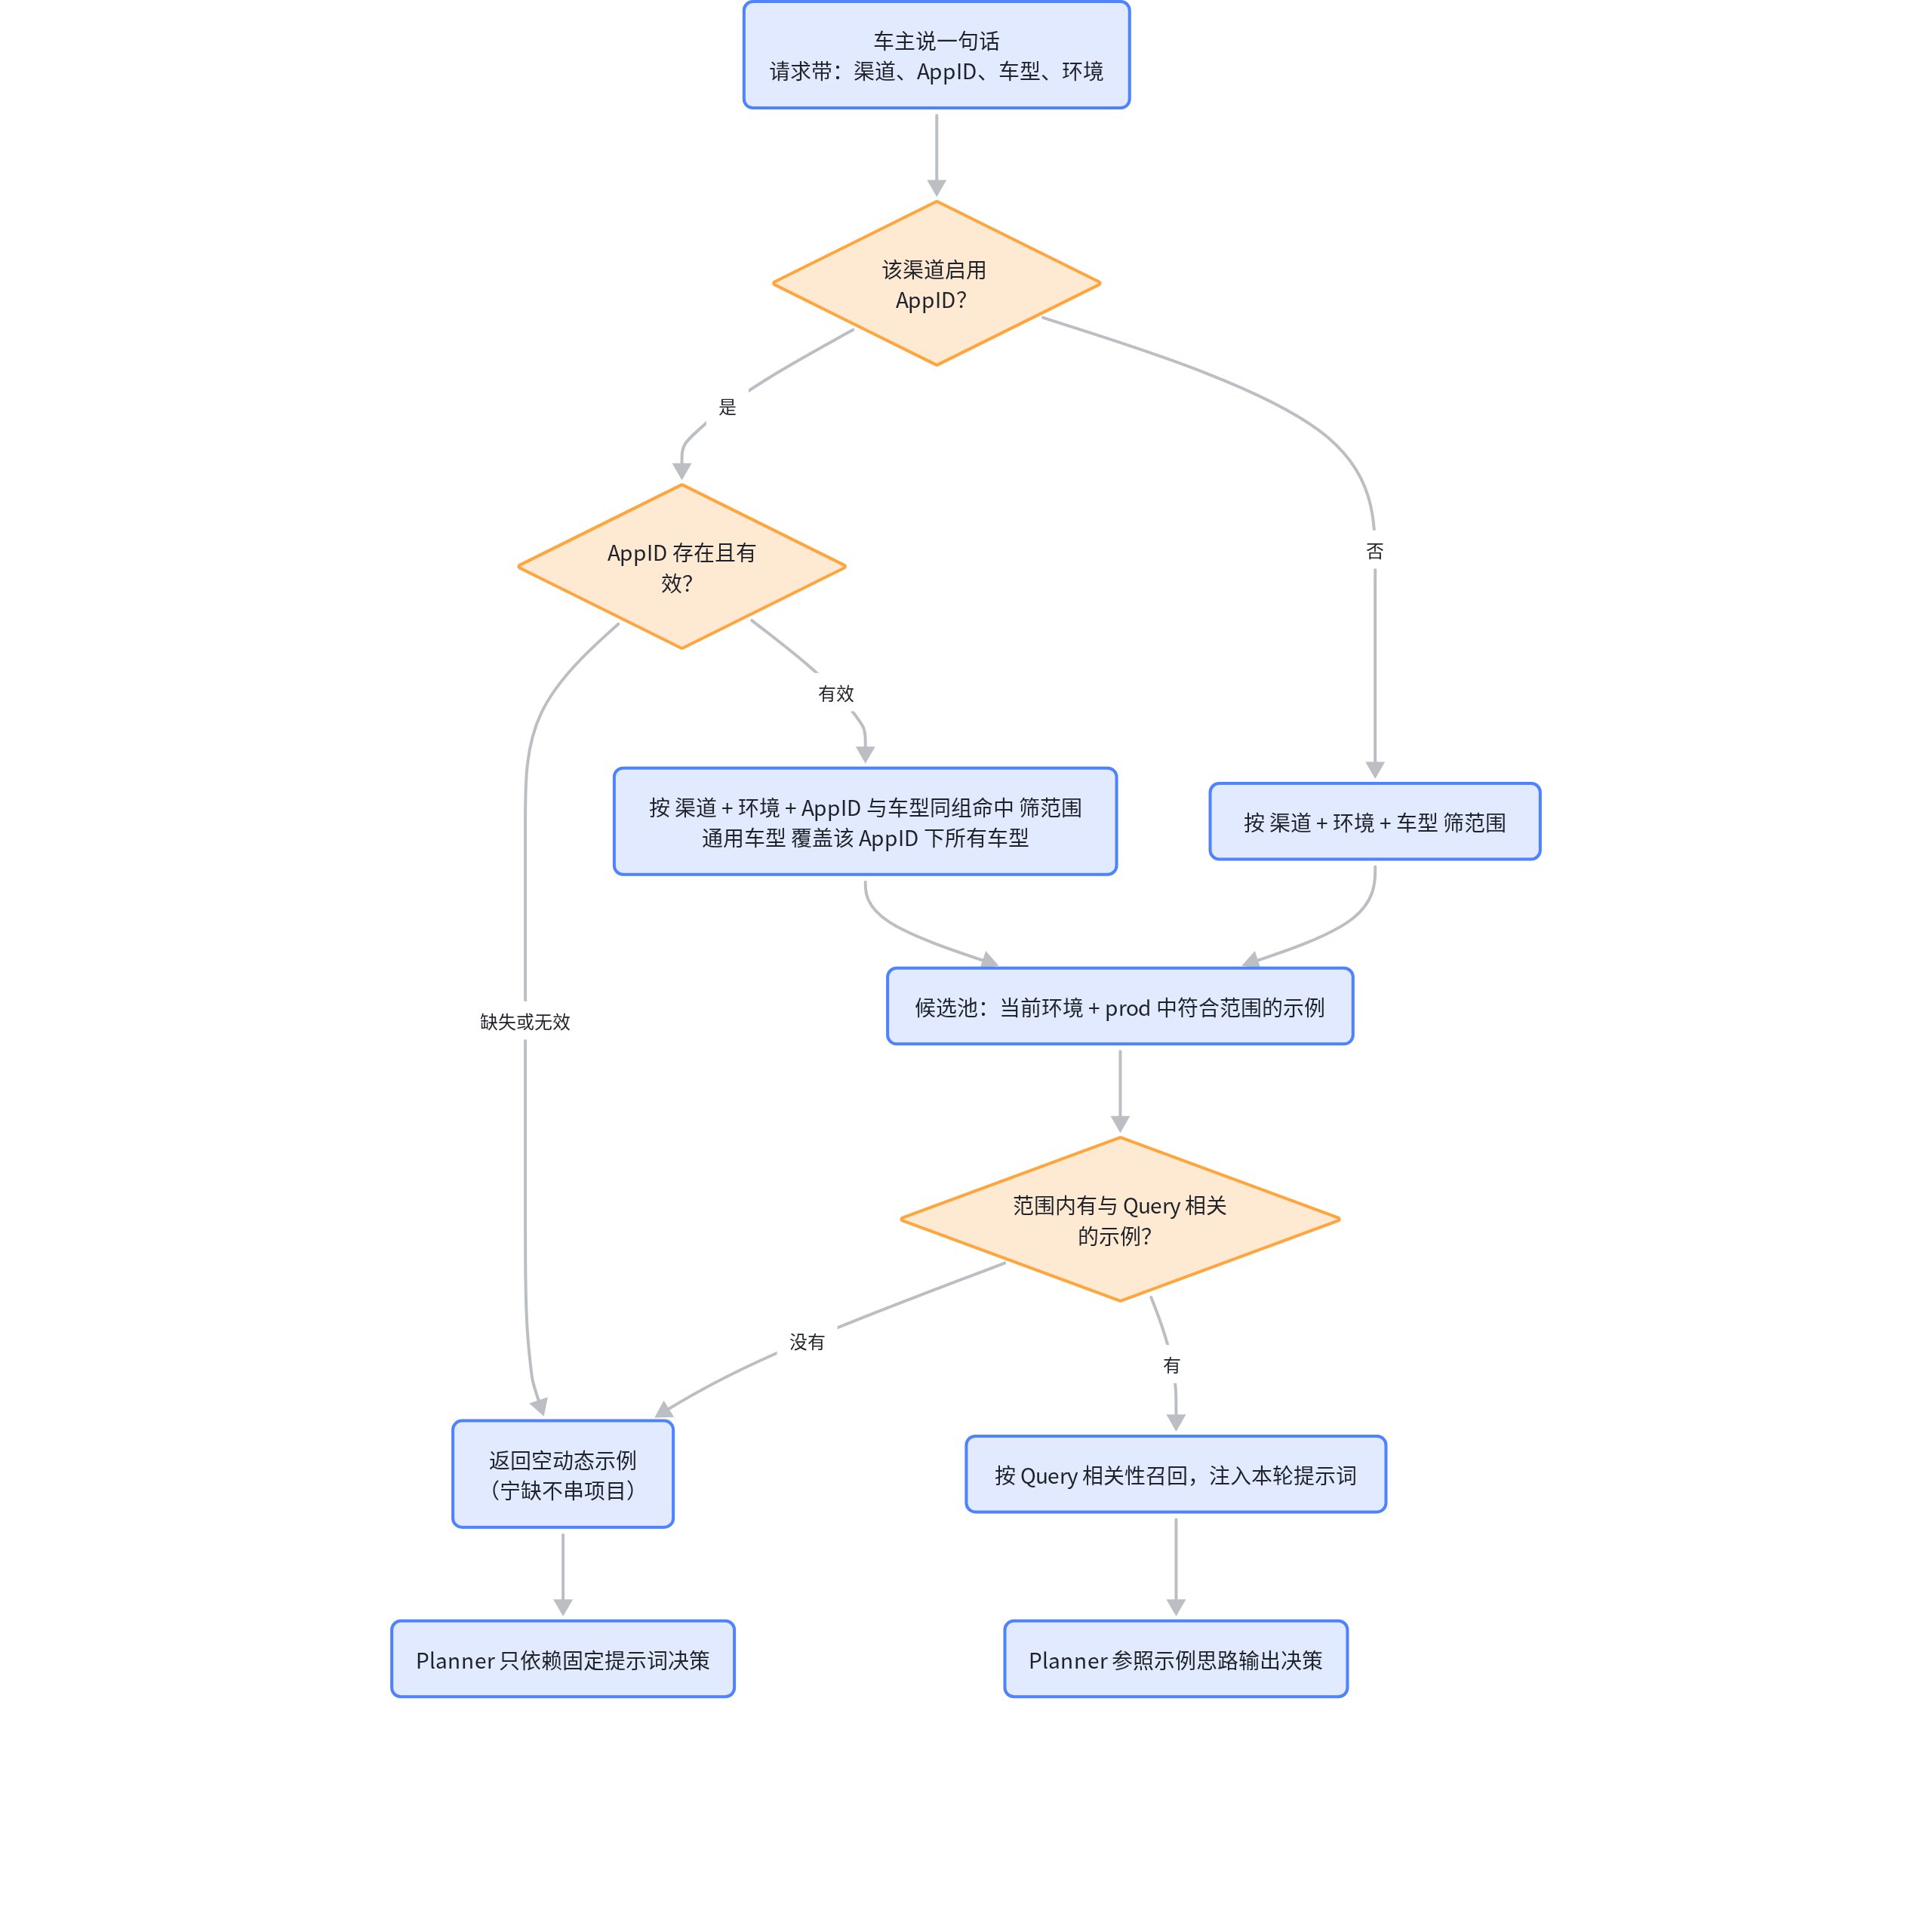 车主说一句话
请求带：渠道、AppID、车型、环境
该渠道启用
AppID？
是
否
AppID 存在且有
效？
有效
缺失或无效
按 渠道 + 环境 + AppID 与车型同组命中 筛范围
通用车型 覆盖该 AppID 下所有车型
按 渠道 + 环境 + 车型 筛范围
候选池：当前环境 + prod 中符合范围的示例
范围内有与 Query 相关
的示例？
没有
有
返回空动态示例
（宁缺不串项目）
按 Query 相关性召回，注入本轮提示词
Planner 只依赖固定提示词决策
Planner 参照示例思路输出决策